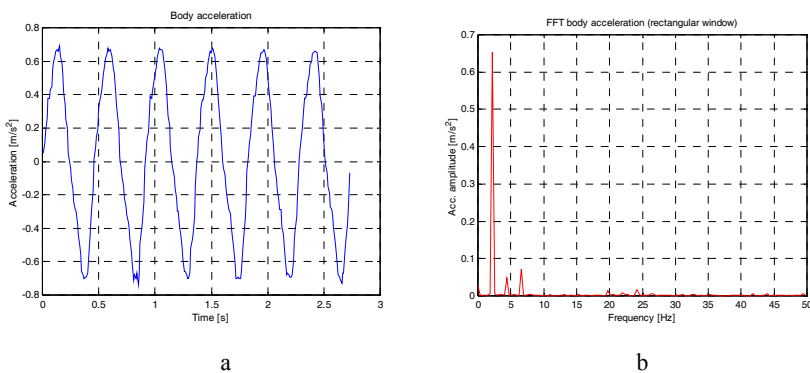 Body acceleration
0.8
0.6
0.4
0.2
0
-0.2
-0.4
-0.6
-0.8
Acceleration [m/s²]
0 0.5 1 1.5 2 2.5 3
Time [s]
a
FFT body acceleration (rectangular window)
0.7
0.6
0.5
0.4
0.3
0.2
0.1
0
Acc. amplitude [m/s²]
0 5 10 15 20 25 30 35 40 45 50
Frequency [Hz]
b